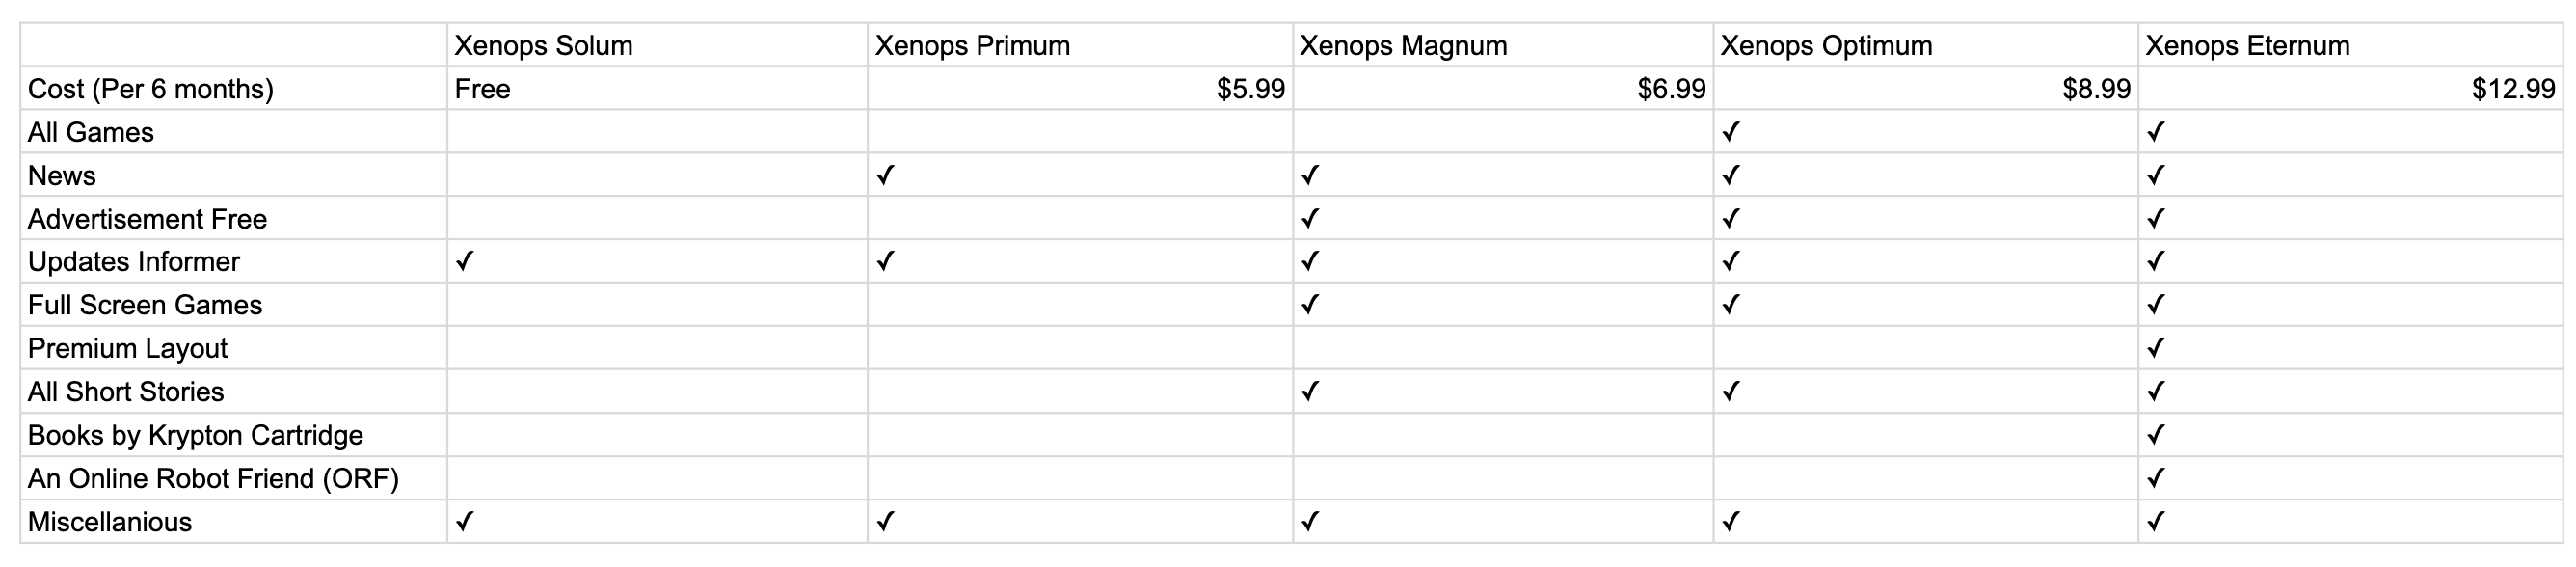 Xenops Solum Xenops Primum Xenops Magnum Xenops Optimum Xenops Eternum
Cost (Per 6 months) Free $5.99 $6.99 $8.99 $12.99
All Games ✓ ✓
News ✓ ✓ ✓ ✓
Advertisement Free ✓ ✓ ✓
Updates Informer ✓ ✓ ✓ ✓ ✓
Full Screen Games ✓ ✓ ✓
Premium Layout ✓
All Short Stories ✓ ✓ ✓
Books by Krypton Cartridge ✓
An Online Robot Friend (ORF) ✓
Miscellanious ✓ ✓ ✓ ✓ ✓